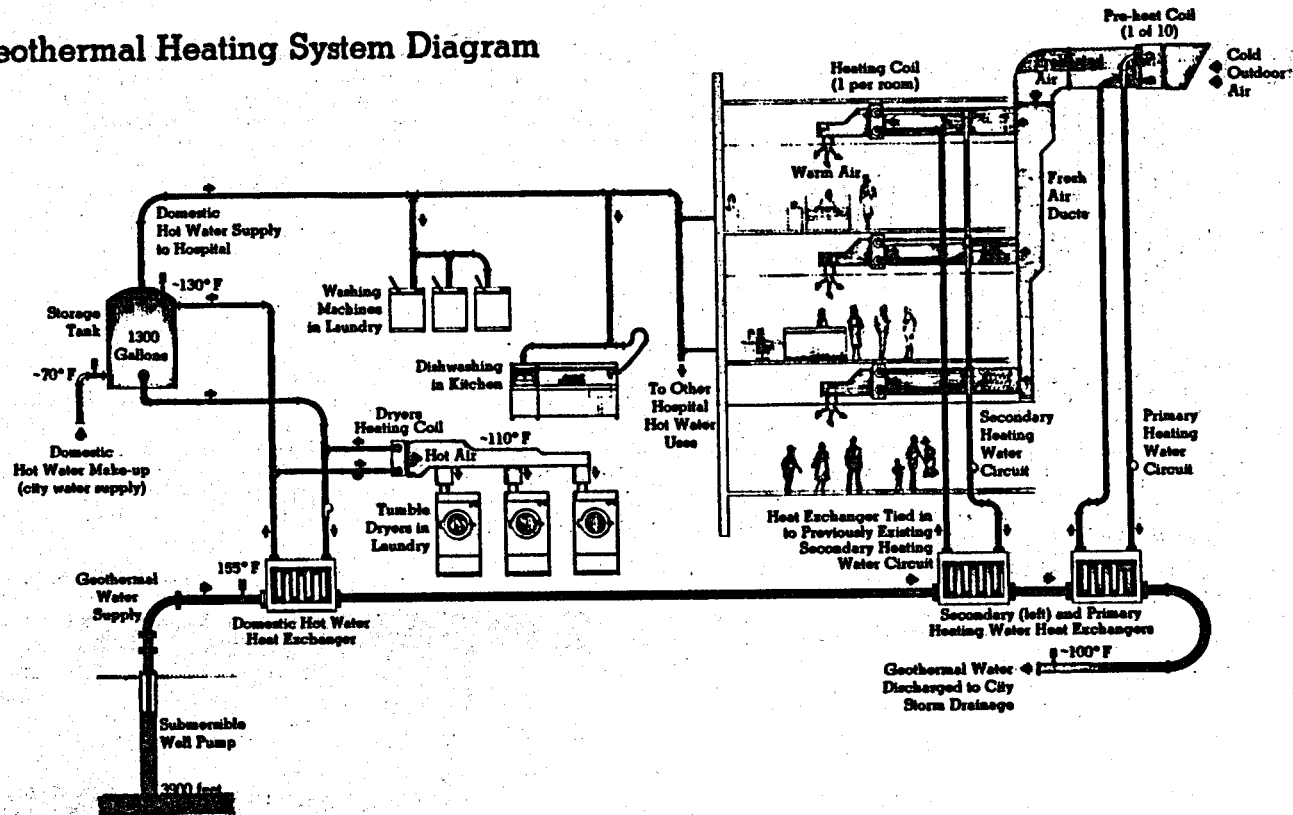 eothermal Heating System Diagram
Pre-heat Coil
(1 of 10)
Cold
Outdoor
Air
Air
Heating Coil
(1 per room)
Warm Air
Fresh
Air
Ducts
Domestic
Hot Water Supply
to Hospital
~130° F
Storage
Tank
1300
Gallons
~70° F
Domestic
Hot Water Make-up
(city water supply)
Washing
Machines
in Laundry
Dishwashing
in Kitchen
To Other
Hospital
Hot Water
Uses
Dryers
Heating Coil
~110° F
Hot Air
Tumble
Dryers in
Laundry
Secondary
Heating
Water
Circuit
Primary
Heating
Water
Circuit
Heat Exchanger Tied in
to Previously Existing
Secondary Heating
Water Circuit
Geothermal
Water
Supply
155° F
Domestic Hot Water
Heat Exchanger
Secondary (left) and Primary
Heating Water Heat Exchangers
~100° F
Geothermal Water
Discharged to City
Storm Drainage
Submersible
Well Pump
3900 feet